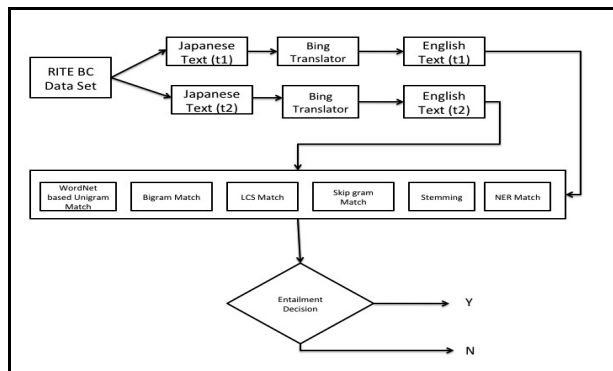 RITE BC
Data Set
Japanese
Text (t1)
Bing
Translator
English
Text (t1)
Japanese
Text (t2)
Bing
Translator
English
Text (t2)
WordNet
based Unigram
Match
Bigram Match
LCS Match
Skip gram
Match
Stemming
NER Match
Entailment
Decision
Y
N